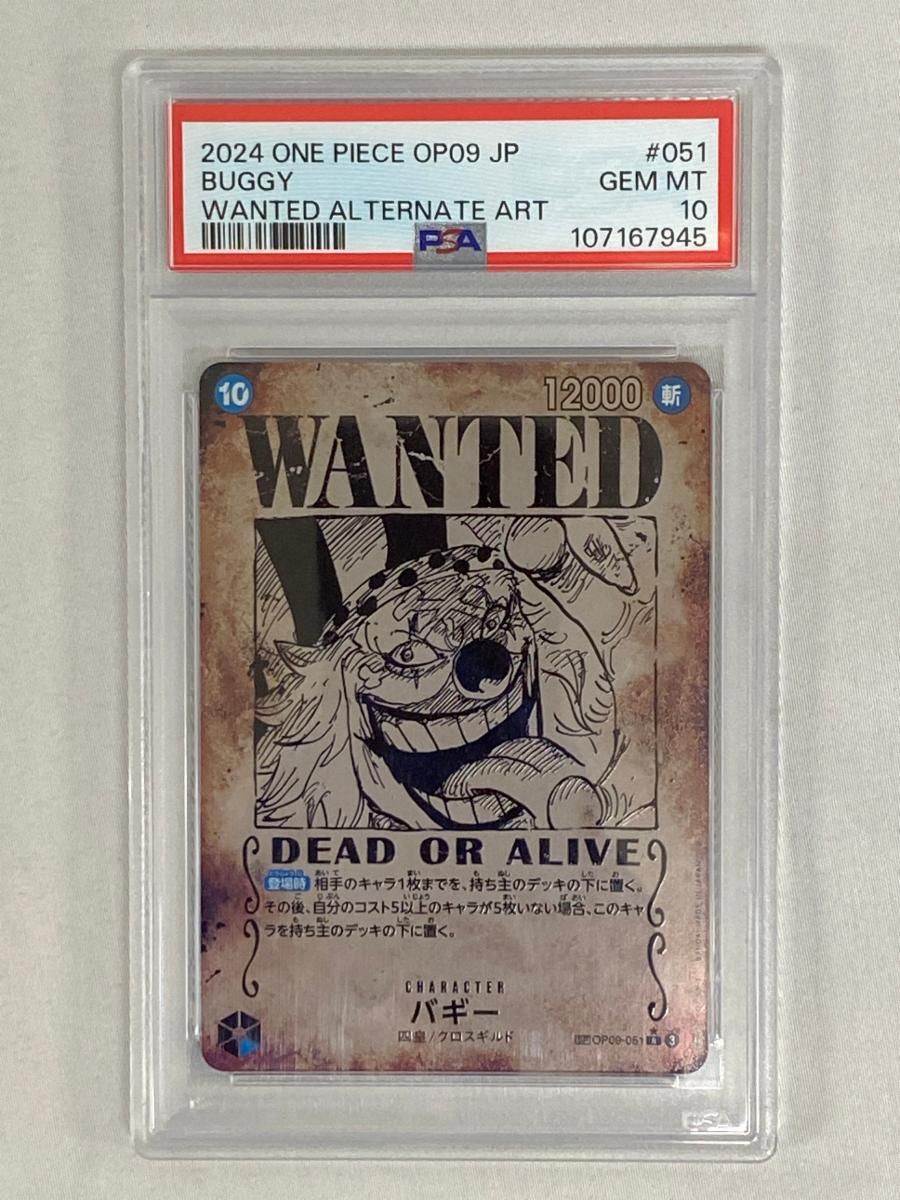 2024 ONE PIECE OP09 JP #051
BUGGY GEM MT
WANTED ALTERNATE ART 10
PSA 107167945
10 12000 斬
WANTED
DEAD OR ALIVE
登場時 相手のキャラ1枚までを、持ち主のデッキの下に置く。
その後、自分のコスト5以上のキャラが5枚いない場合、このキャ
ラを持ち主のデッキの下に置く。
CHARACTER
バギー
四皇/クロスギルド
SP OP09-051 R 3
PSA